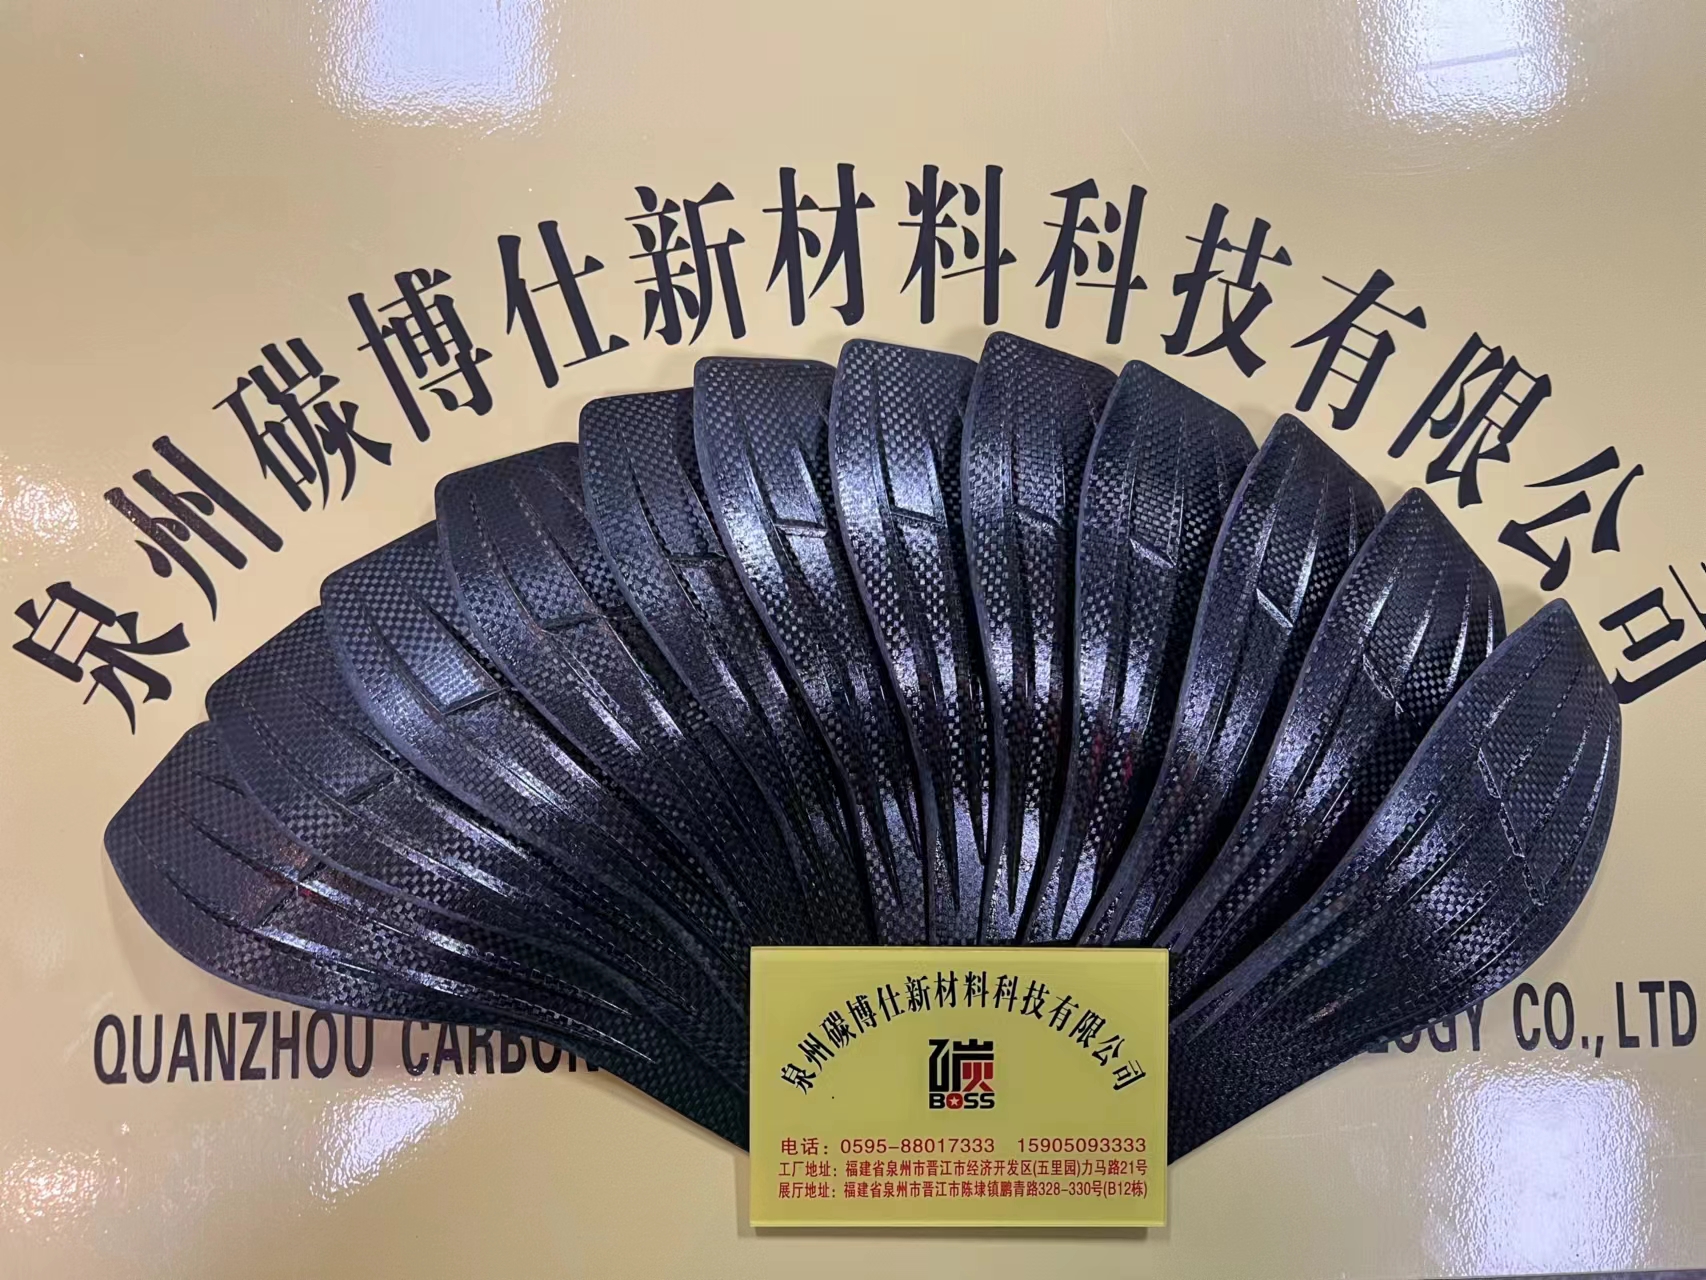 泉州碳博仕新材料科技有限公司
QUANZHOU CARBON CO.,LTD
泉州碳博仕新材料科技有限公司
碳
BOSS
电话：0595-88017333 15905093333
工厂地址：福建省泉州市晋江市经济开发区(五里园)力马路21号
展厅地址：福建省泉州市晋江市陈埭镇鹏青路328-330号(B12栋)